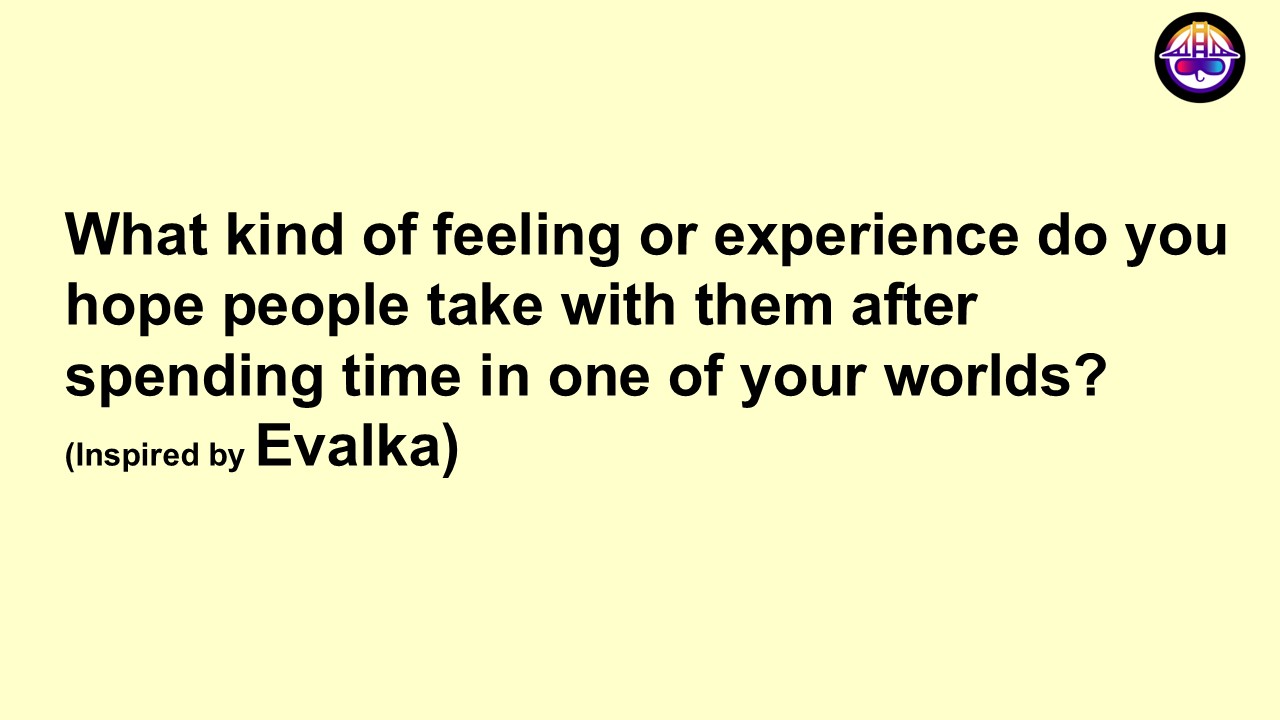 What kind of feeling or experience do you
hope people take with them after
spending time in one of your worlds?
(Inspired by Evalka)